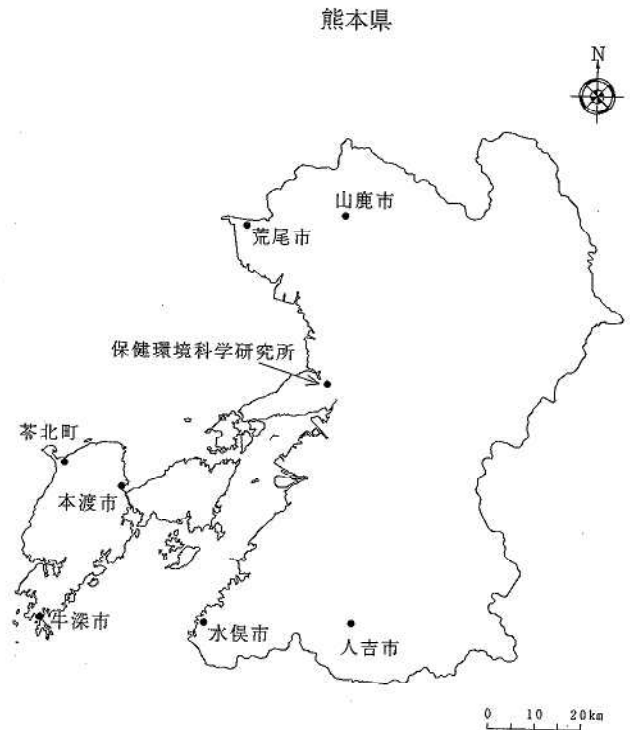 熊本県
N
山鹿市
荒尾市
保健環境科学研究所
苓北町
本渡市
牛深市
水俣市
人吉市
0 10 20km